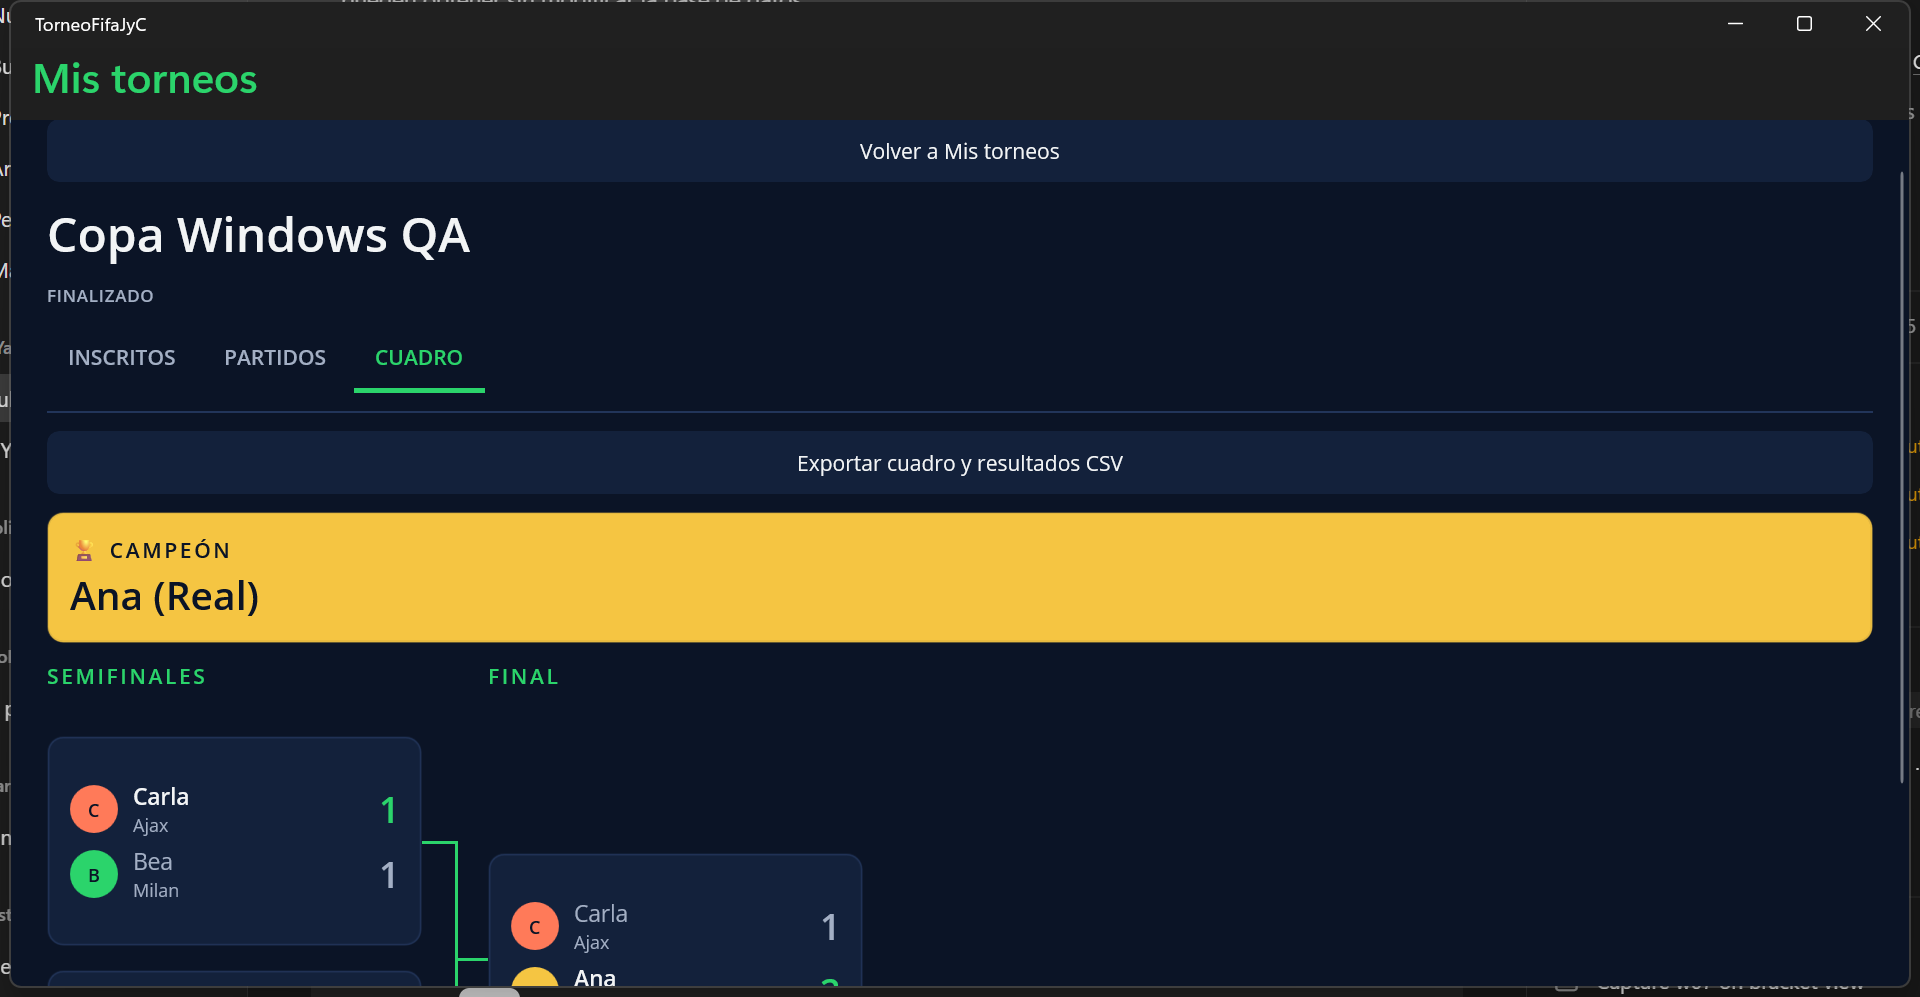 TorneoFifaJyC
Mis torneos
Volver a Mis torneos
Copa Windows QA
FINALIZADO
INSCRITOS PARTIDOS CUADRO
Exportar cuadro y resultados CSV
CAMPEÓN
Ana (Real)
SEMIFINALES FINAL
C Carla 1
Ajax
B Bea 1
Milan
C Carla 1
Ajax
Ana